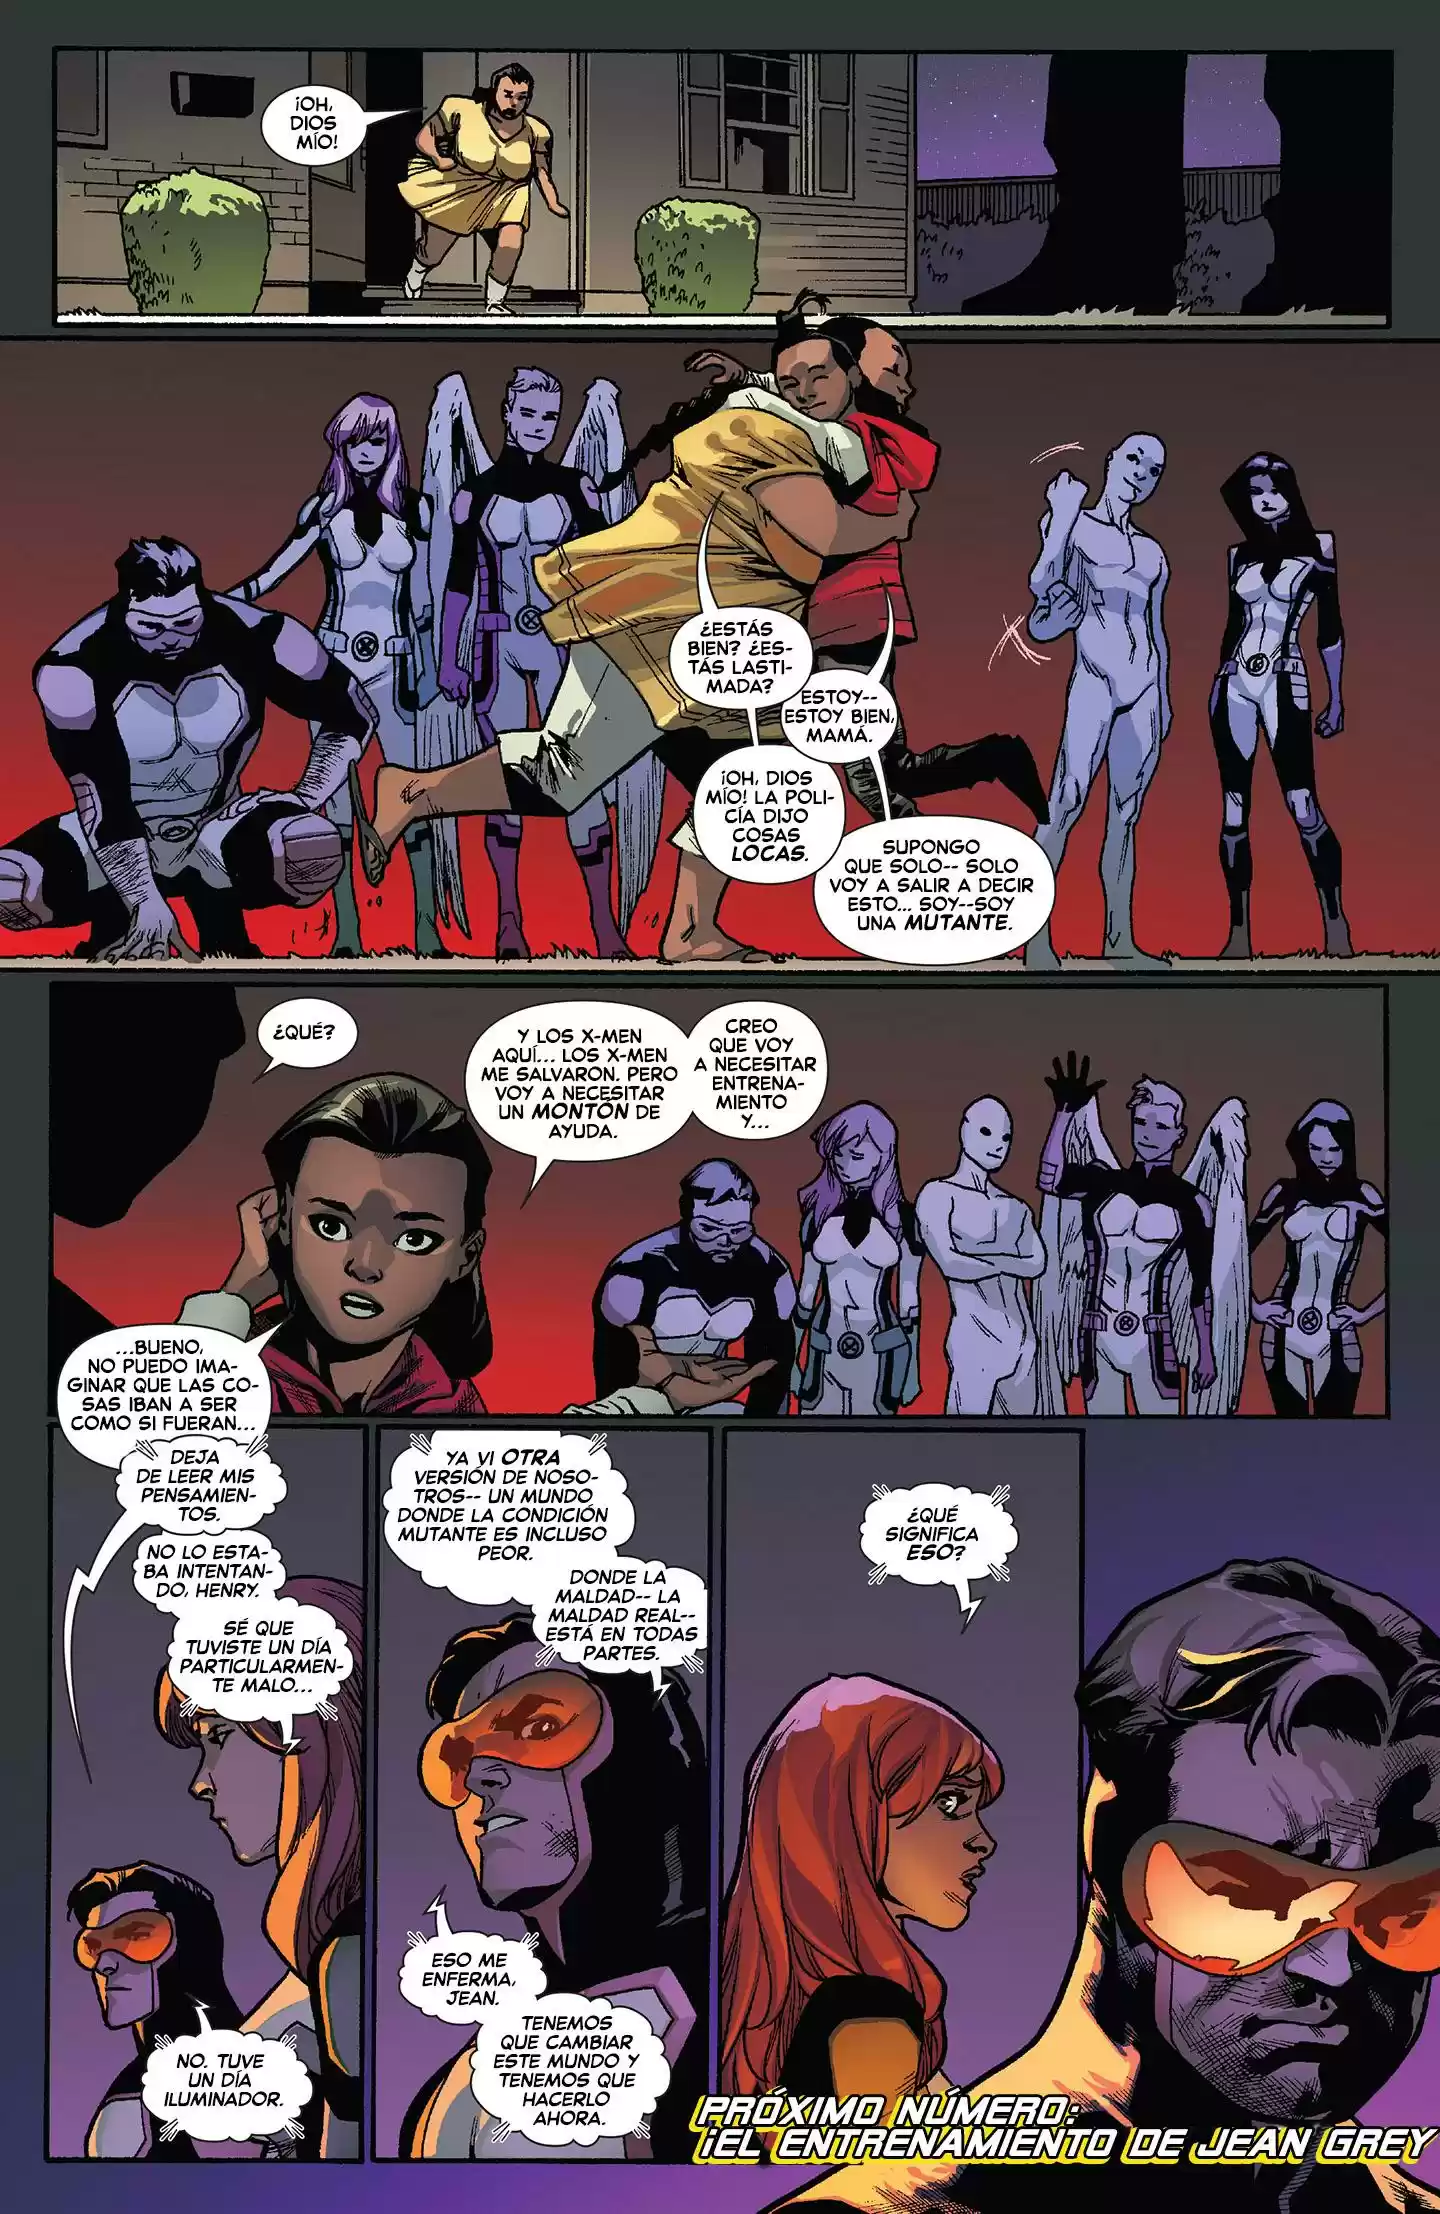 ¡OH,
DIOS
MÍO!
¿ESTÁS
BIEN? ¿ES-
TÁS LASTI-
MADA?
ESTOY--
ESTOY BIEN,
MAMÁ.
¡OH, DIOS
MÍO! LA POLI-
CÍA DIJO
COSAS
LOCAS.
SUPONGO
QUE SOLO-- SOLO
VOY A SALIR A DECIR
ESTO... SOY--SOY
UNA MUTANTE.
¿QUÉ?
Y LOS X-MEN
AQUÍ... LOS X-MEN
ME SALVARON. PERO
VOY A NECESITAR
UN MONTÓN DE
AYUDA.
CREO
QUE VOY
A NECESITAR
ENTRENA-
MIENTO
Y...
...BUENO,
NO PUEDO IMA-
GINAR QUE LAS CO-
SAS IBAN A SER
COMO SI FUERAN...
DEJA
DE LEER MIS
PENSAMIEN-
TOS.
NO LO ESTA-
BA INTENTAN-
DO, HENRY.
SÉ QUE
TUVISTE UN DÍA
PARTICULARMEN-
TE MALO...
NO. TUVE
UN DÍA
ILUMINADOR.
YA VI OTRA
VERSIÓN DE NOSO-
TROS-- UN MUNDO
DONDE LA CONDICIÓN
MUTANTE ES INCLUSO
PEOR.
DONDE LA
MALDAD-- LA
MALDAD REAL--
ESTÁ EN TODAS
PARTES.
ESO ME
ENFERMA,
JEAN.
TENEMOS
QUE CAMBIAR
ESTE MUNDO Y
TENEMOS QUE
HACERLO
AHORA.
¿QUÉ
SIGNIFICA
ESO?
PRÓXIMO NÚMERO:
¡EL ENTRENAMIENTO DE JEAN GREY